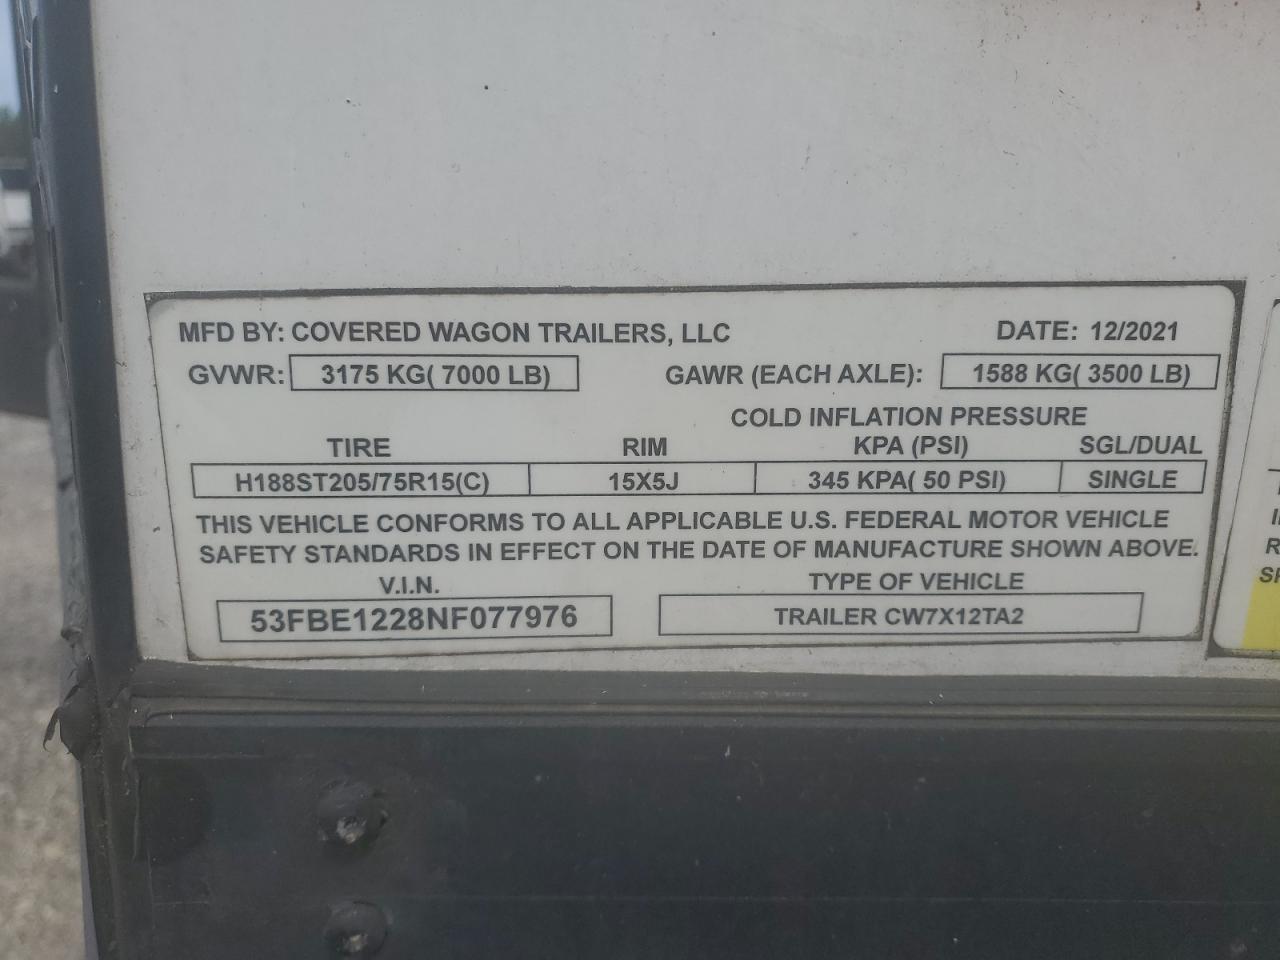 MFD BY: COVERED WAGON TRAILERS, LLC DATE: 12/2021
GVWR: 3175 KG( 7000 LB) GAWR (EACH AXLE): 1588 KG( 3500 LB)
COLD INFLATION PRESSURE
TIRE RIM KPA (PSI) SGL/DUAL
H188ST205/75R15(C) 15X5J 345 KPA( 50 PSI) SINGLE
THIS VEHICLE CONFORMS TO ALL APPLICABLE U.S. FEDERAL MOTOR VEHICLE
SAFETY STANDARDS IN EFFECT ON THE DATE OF MANUFACTURE SHOWN ABOVE.
V.I.N. TYPE OF VEHICLE
53FBE1228NF077976 TRAILER CW7X12TA2